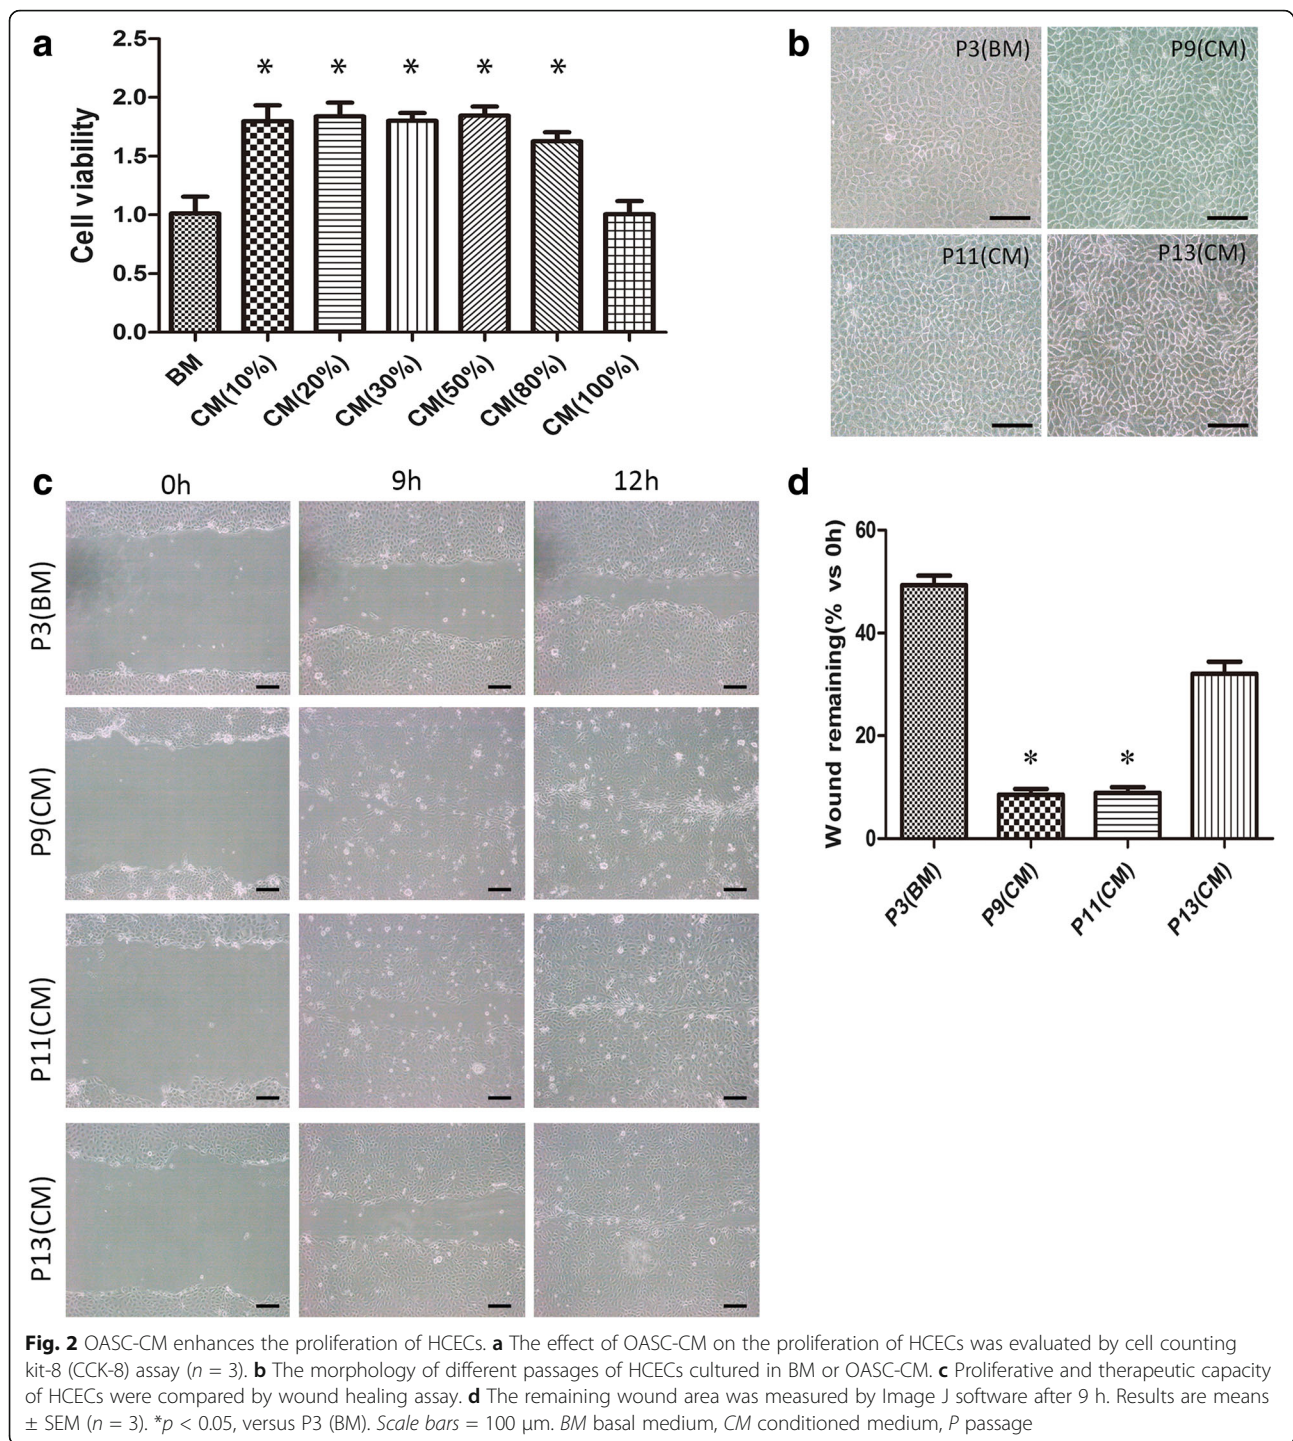 a
2.5
2.0
1.5
1.0
0.5
0.0
Cell viability
* * * * *
BM
CM(10%)
CM(20%)
CM(30%)
CM(50%)
CM(80%)
CM(100%)
b
P3(BM)
P9(CM)
P11(CM)
P13(CM)
c
0h 9h 12h
P3(BM)
P9(CM)
P11(CM)
P13(CM)
d
Wound remaining(% vs 0h)
60
40
20
0
* *
P3(BM)
P9(CM)
P11(CM)
P13(CM)
Fig. 2 OASC-CM enhances the proliferation of HCECs. a The effect of OASC-CM on the proliferation of HCECs was evaluated by cell counting
kit-8 (CCK-8) assay (n = 3). b The morphology of different passages of HCECs cultured in BM or OASC-CM. c Proliferative and therapeutic capacity
of HCECs were compared by wound healing assay. d The remaining wound area was measured by Image J software after 9 h. Results are means
± SEM (n = 3). *p < 0.05, versus P3 (BM). Scale bars = 100 μm. BM basal medium, CM conditioned medium, P passage